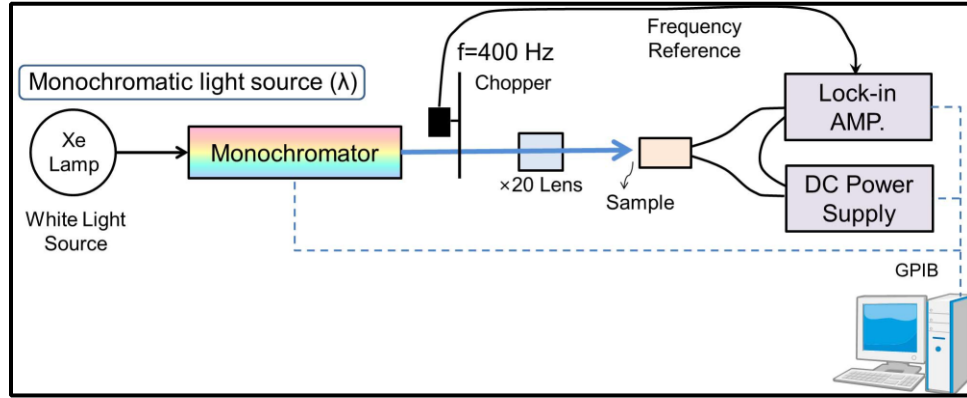 Frequency
Reference
f=400 Hz
Chopper
Monochromatic light source (λ)
Lock-in
AMP.
Xe
Lamp
Monochromator
×20 Lens
Sample
DC Power
Supply
White Light
Source
GPIB